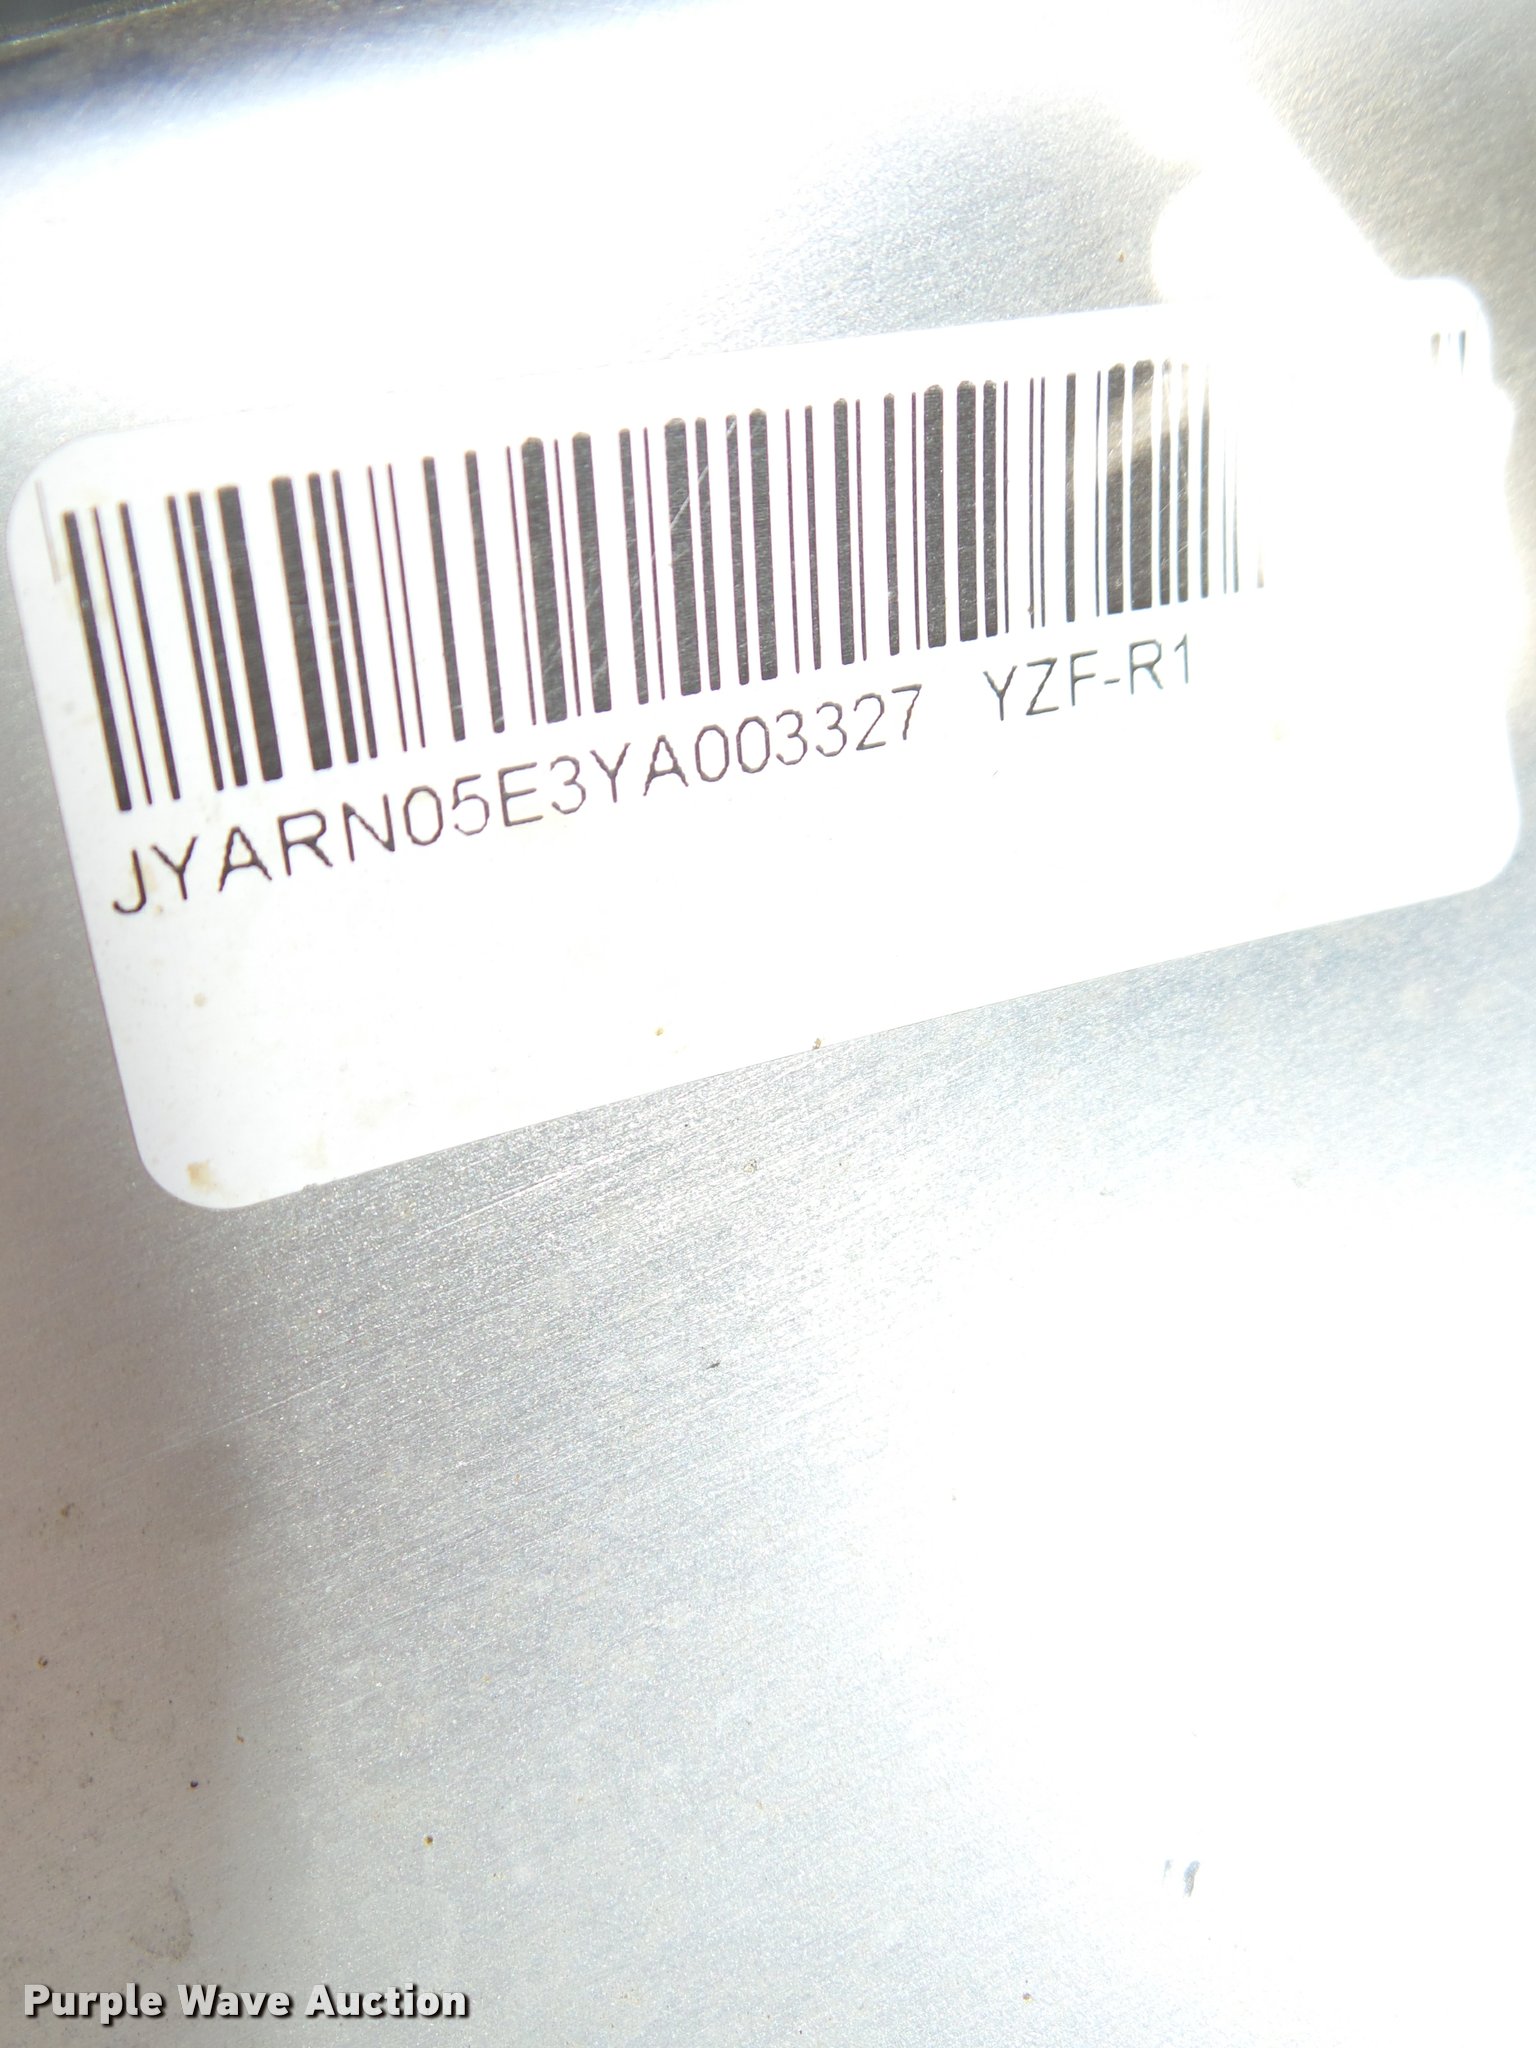 JYARN05E3YA003327 YZF-R1
Purple Wave Auction